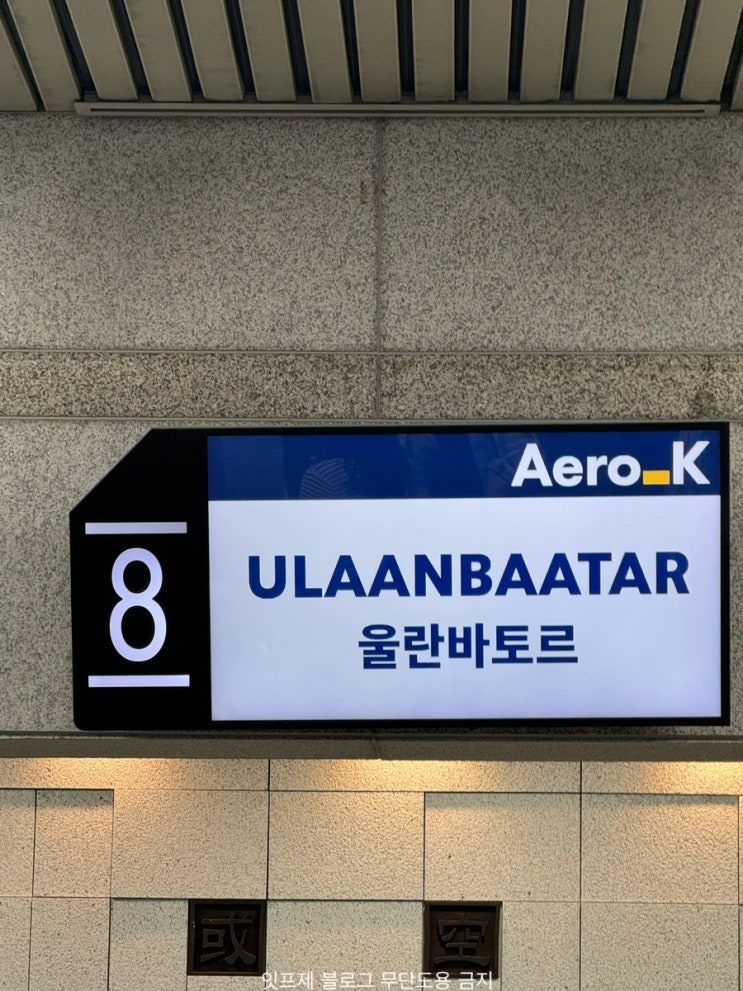 Aero_K
8
ULAANBAATAR
울란바토르
或
空
잇프제 블로그 무단도용 금지